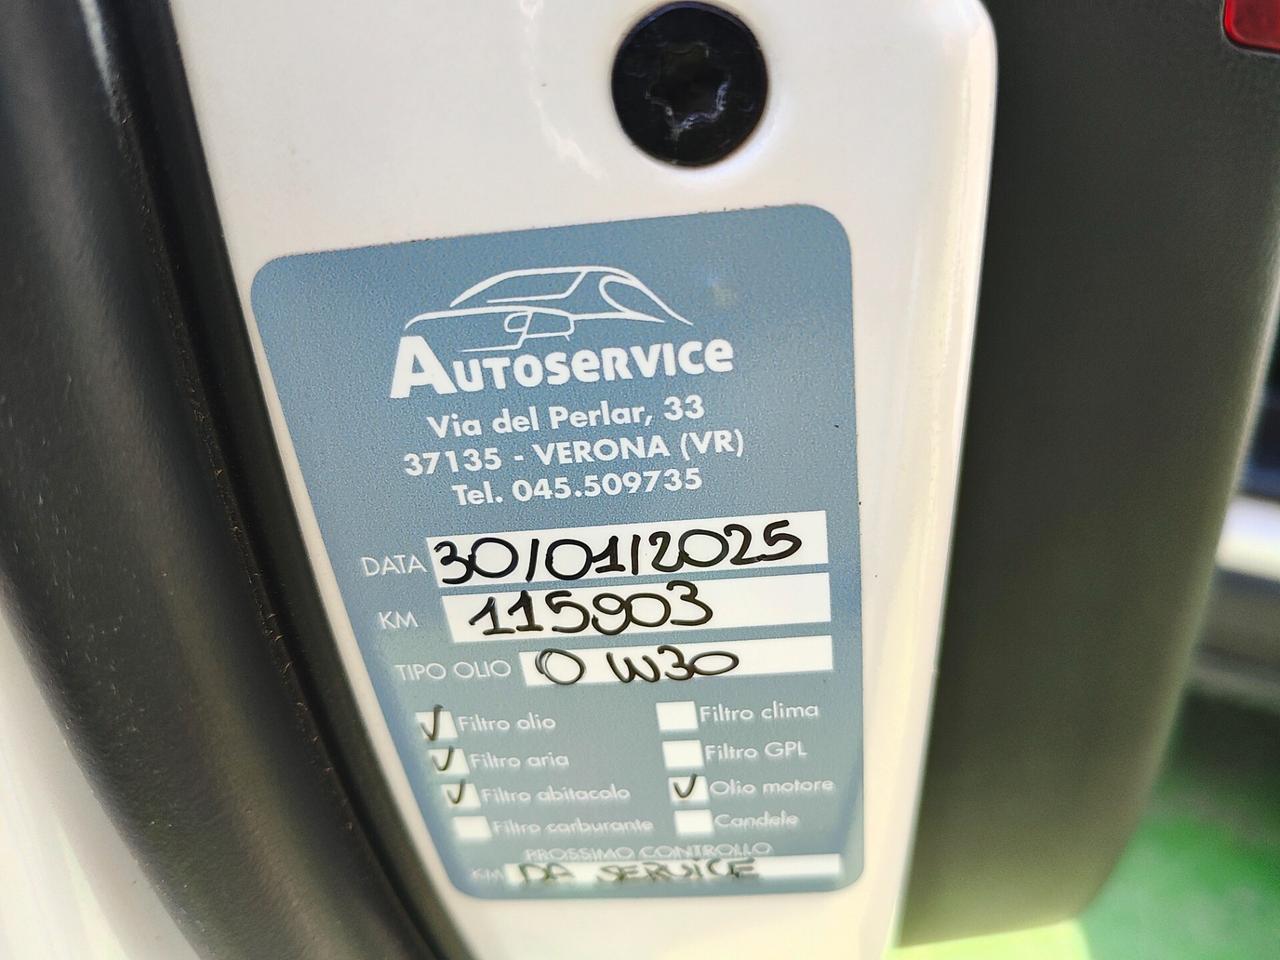 AUTOSERVICE
Via del Perlar, 33
37135 - VERONA (VR)
Tel. 045.509735
DATA 30/01/2025
KM 115903
TIPO OLIO 0 W30
Filtro olio Filtro clima
Filtro aria Filtro GPL
Filtro abitacolo Olio motore
Filtro carburante Candele
PROSSIMO CONTROLLO
KM DA SERVICE